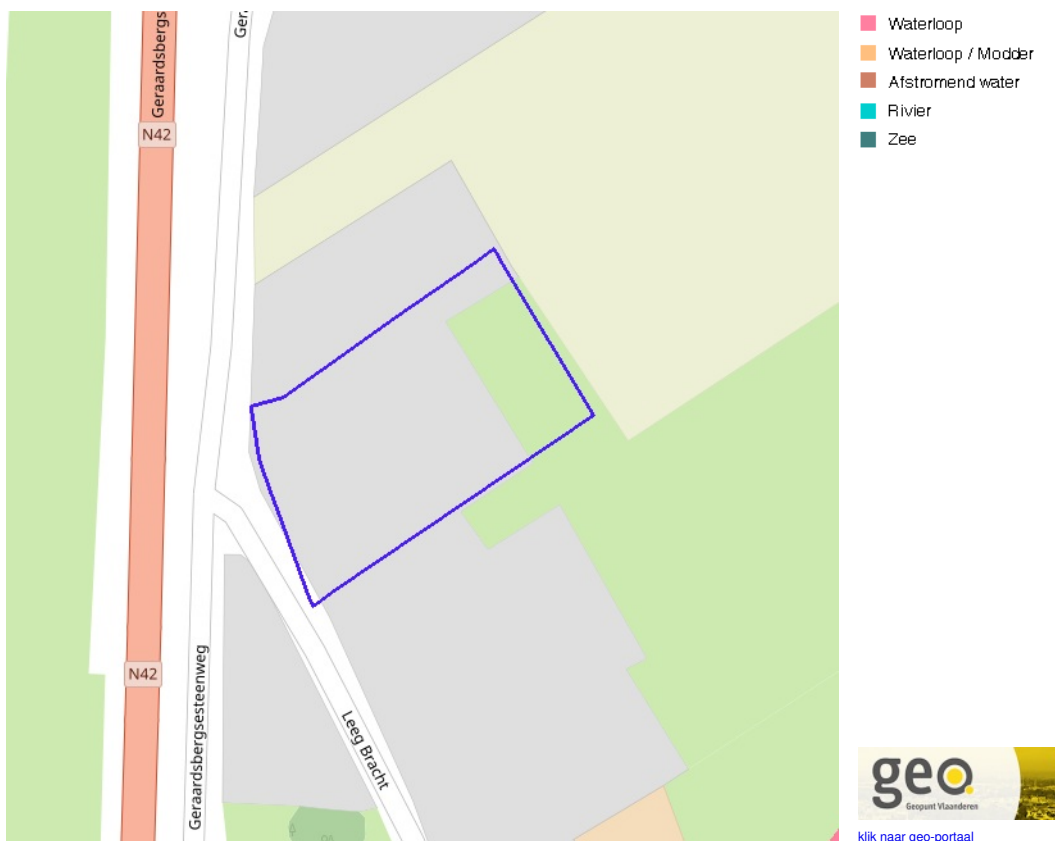 Geraardsbergs
Ger
N42
N42
Geraardsbergsesteenweg
Leeg Bracht
Waterloop
Waterloop / Modder
Afstromend water
Rivier
Zee
geo.
Geopunt Vlaanderen
klik naar geo-portaal